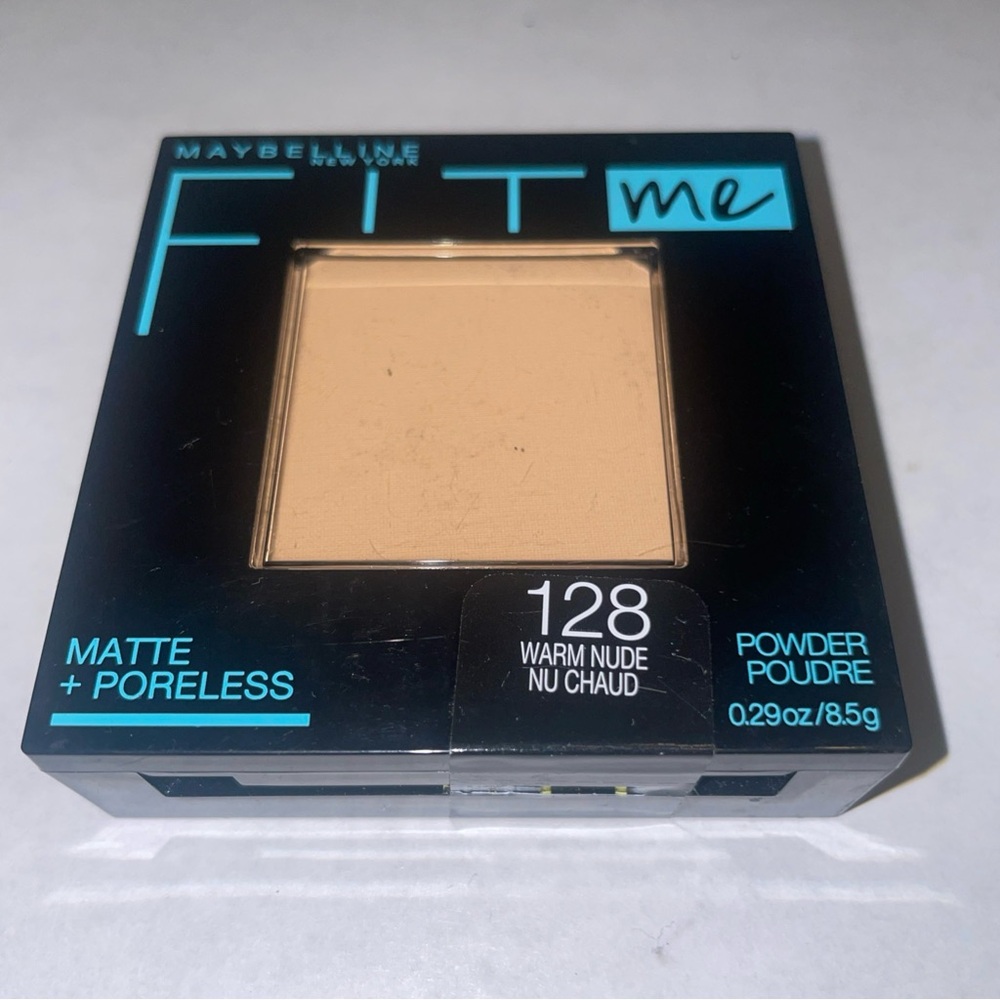 MAYBELLINE
NEW YORK
FIT me
128
WARM NUDE
NU CHAUD
MATTE
+ PORELESS
POWDER
POUDRE
0.29oz/8.5g